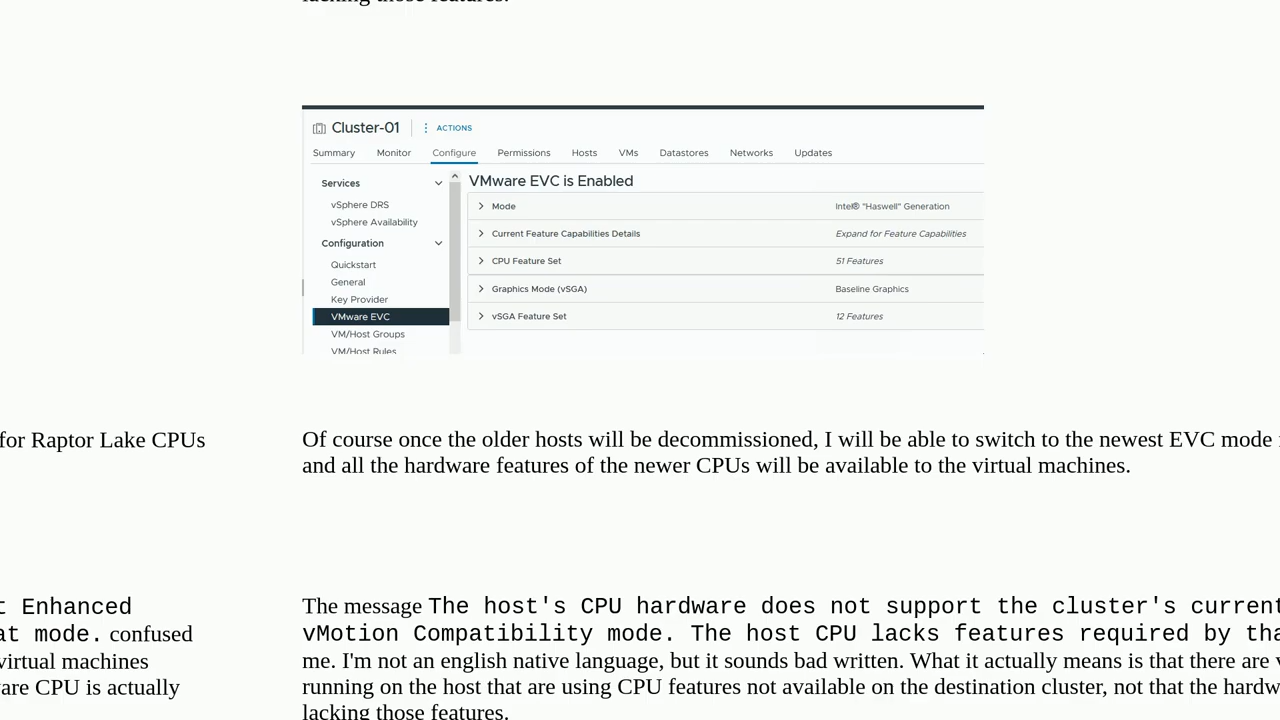 lacking those features.
Cluster-01
ACTIONS
Summary Monitor Configure Permissions Hosts VMs Datastores Networks Updates
Services
vSphere DRS
vSphere Availability
Configuration
Quickstart
General
Key Provider
VMware EVC
VM/Host Groups
VM/Host Rules
VMware EVC is Enabled
Mode Intel® "Haswell" Generation
Current Feature Capabilities Details Expand for Feature Capabilities
CPU Feature Set 51 Features
Graphics Mode (vSGA) Baseline Graphics
vSGA Feature Set 12 Features
for Raptor Lake CPUs
Of course once the older hosts will be decommissioned, I will be able to switch to the newest EVC mode
and all the hardware features of the newer CPUs will be available to the virtual machines.
t Enhanced
at mode. confused
virtual machines
are CPU is actually
The message The host's CPU hardware does not support the cluster's current
vMotion Compatibility mode. The host CPU lacks features required by tha
me. I'm not an english native language, but it sounds bad written. What it actually means is that there are v
running on the host that are using CPU features not available on the destination cluster, not that the hardw
lacking those features.